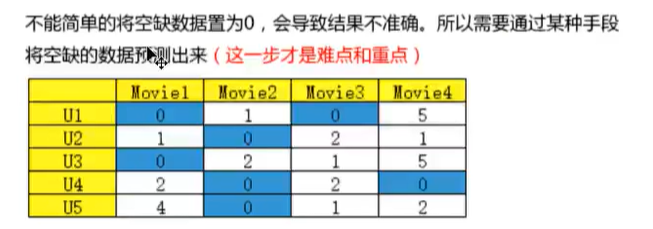 不能简单的将空缺数据置为0，会导致结果不准确。所以需要通过某种手段
将空缺的数据预测出来（这一步才是难点和重点）
Movie1 Movie2 Movie3 Movie4
U1 0 1 0 5
U2 1 0 2 1
U3 0 2 1 5
U4 2 0 2 0
U5 4 0 1 2